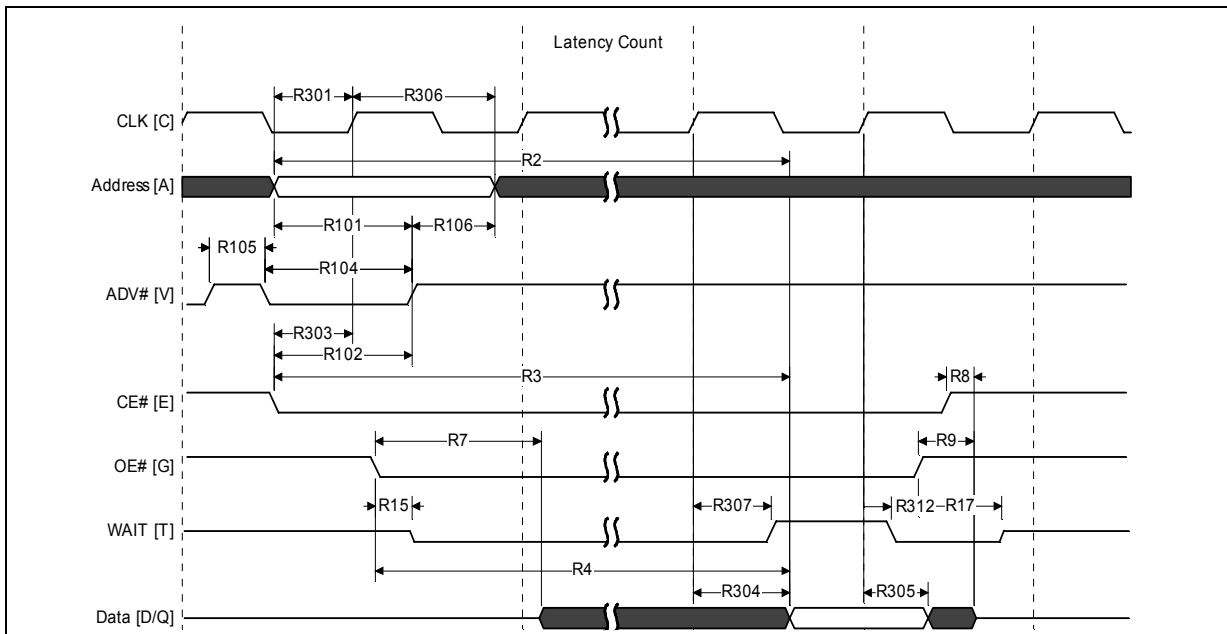 Latency Count
R301 R306
CLK [C]
R2
Address [A]
R101 R106
R105
R104
ADV# [V]
R303
R102
R3 R8
CE# [E]
R7 R9
OE# [G]
R15 R307 R312 R17
WAIT [T]
R4
R304 R305
Data [D/Q]